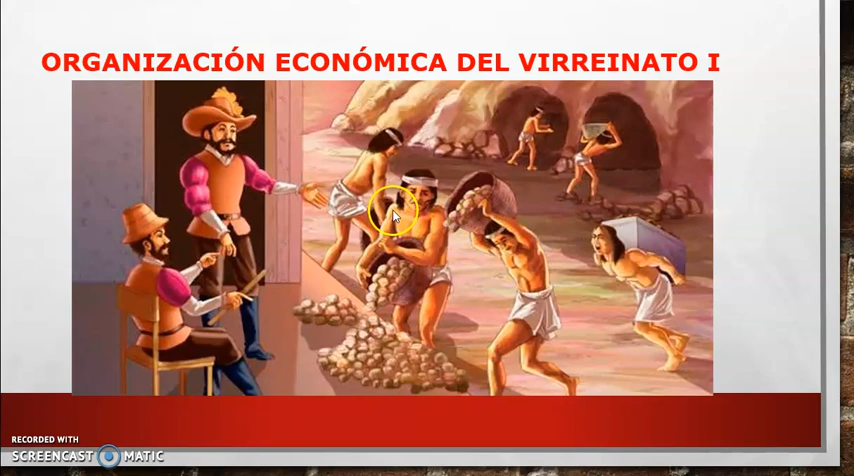 ORGANIZACIÓN ECONÓMICA DEL VIRREINATO I
RECORDED WITH
SCREENCAST MATIC